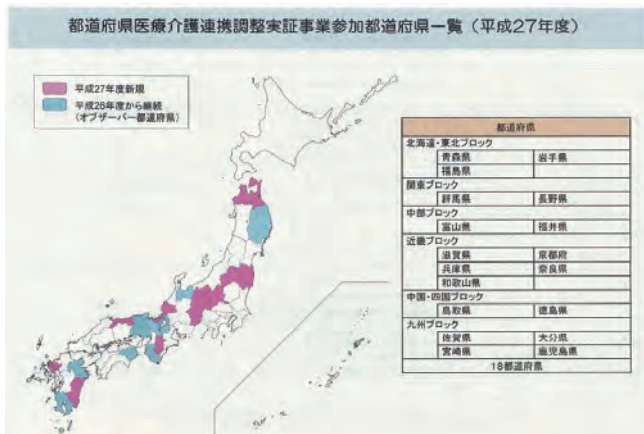 都道府県医療介護連携調整実証事業参加都道府県一覧（平成27年度）
平成27年度新規
平成26年度から継続
(オブザーバー都道府県)
都道府県
北海道・東北ブロック
青森県 岩手県
福島県
関東ブロック
群馬県 長野県
中部ブロック
富山県 福井県
近畿ブロック
滋賀県 京都府
兵庫県 奈良県
和歌山県
中国・四国ブロック
鳥取県 徳島県
九州ブロック
佐賀県 大分県
宮崎県 鹿児島県
18都道府県